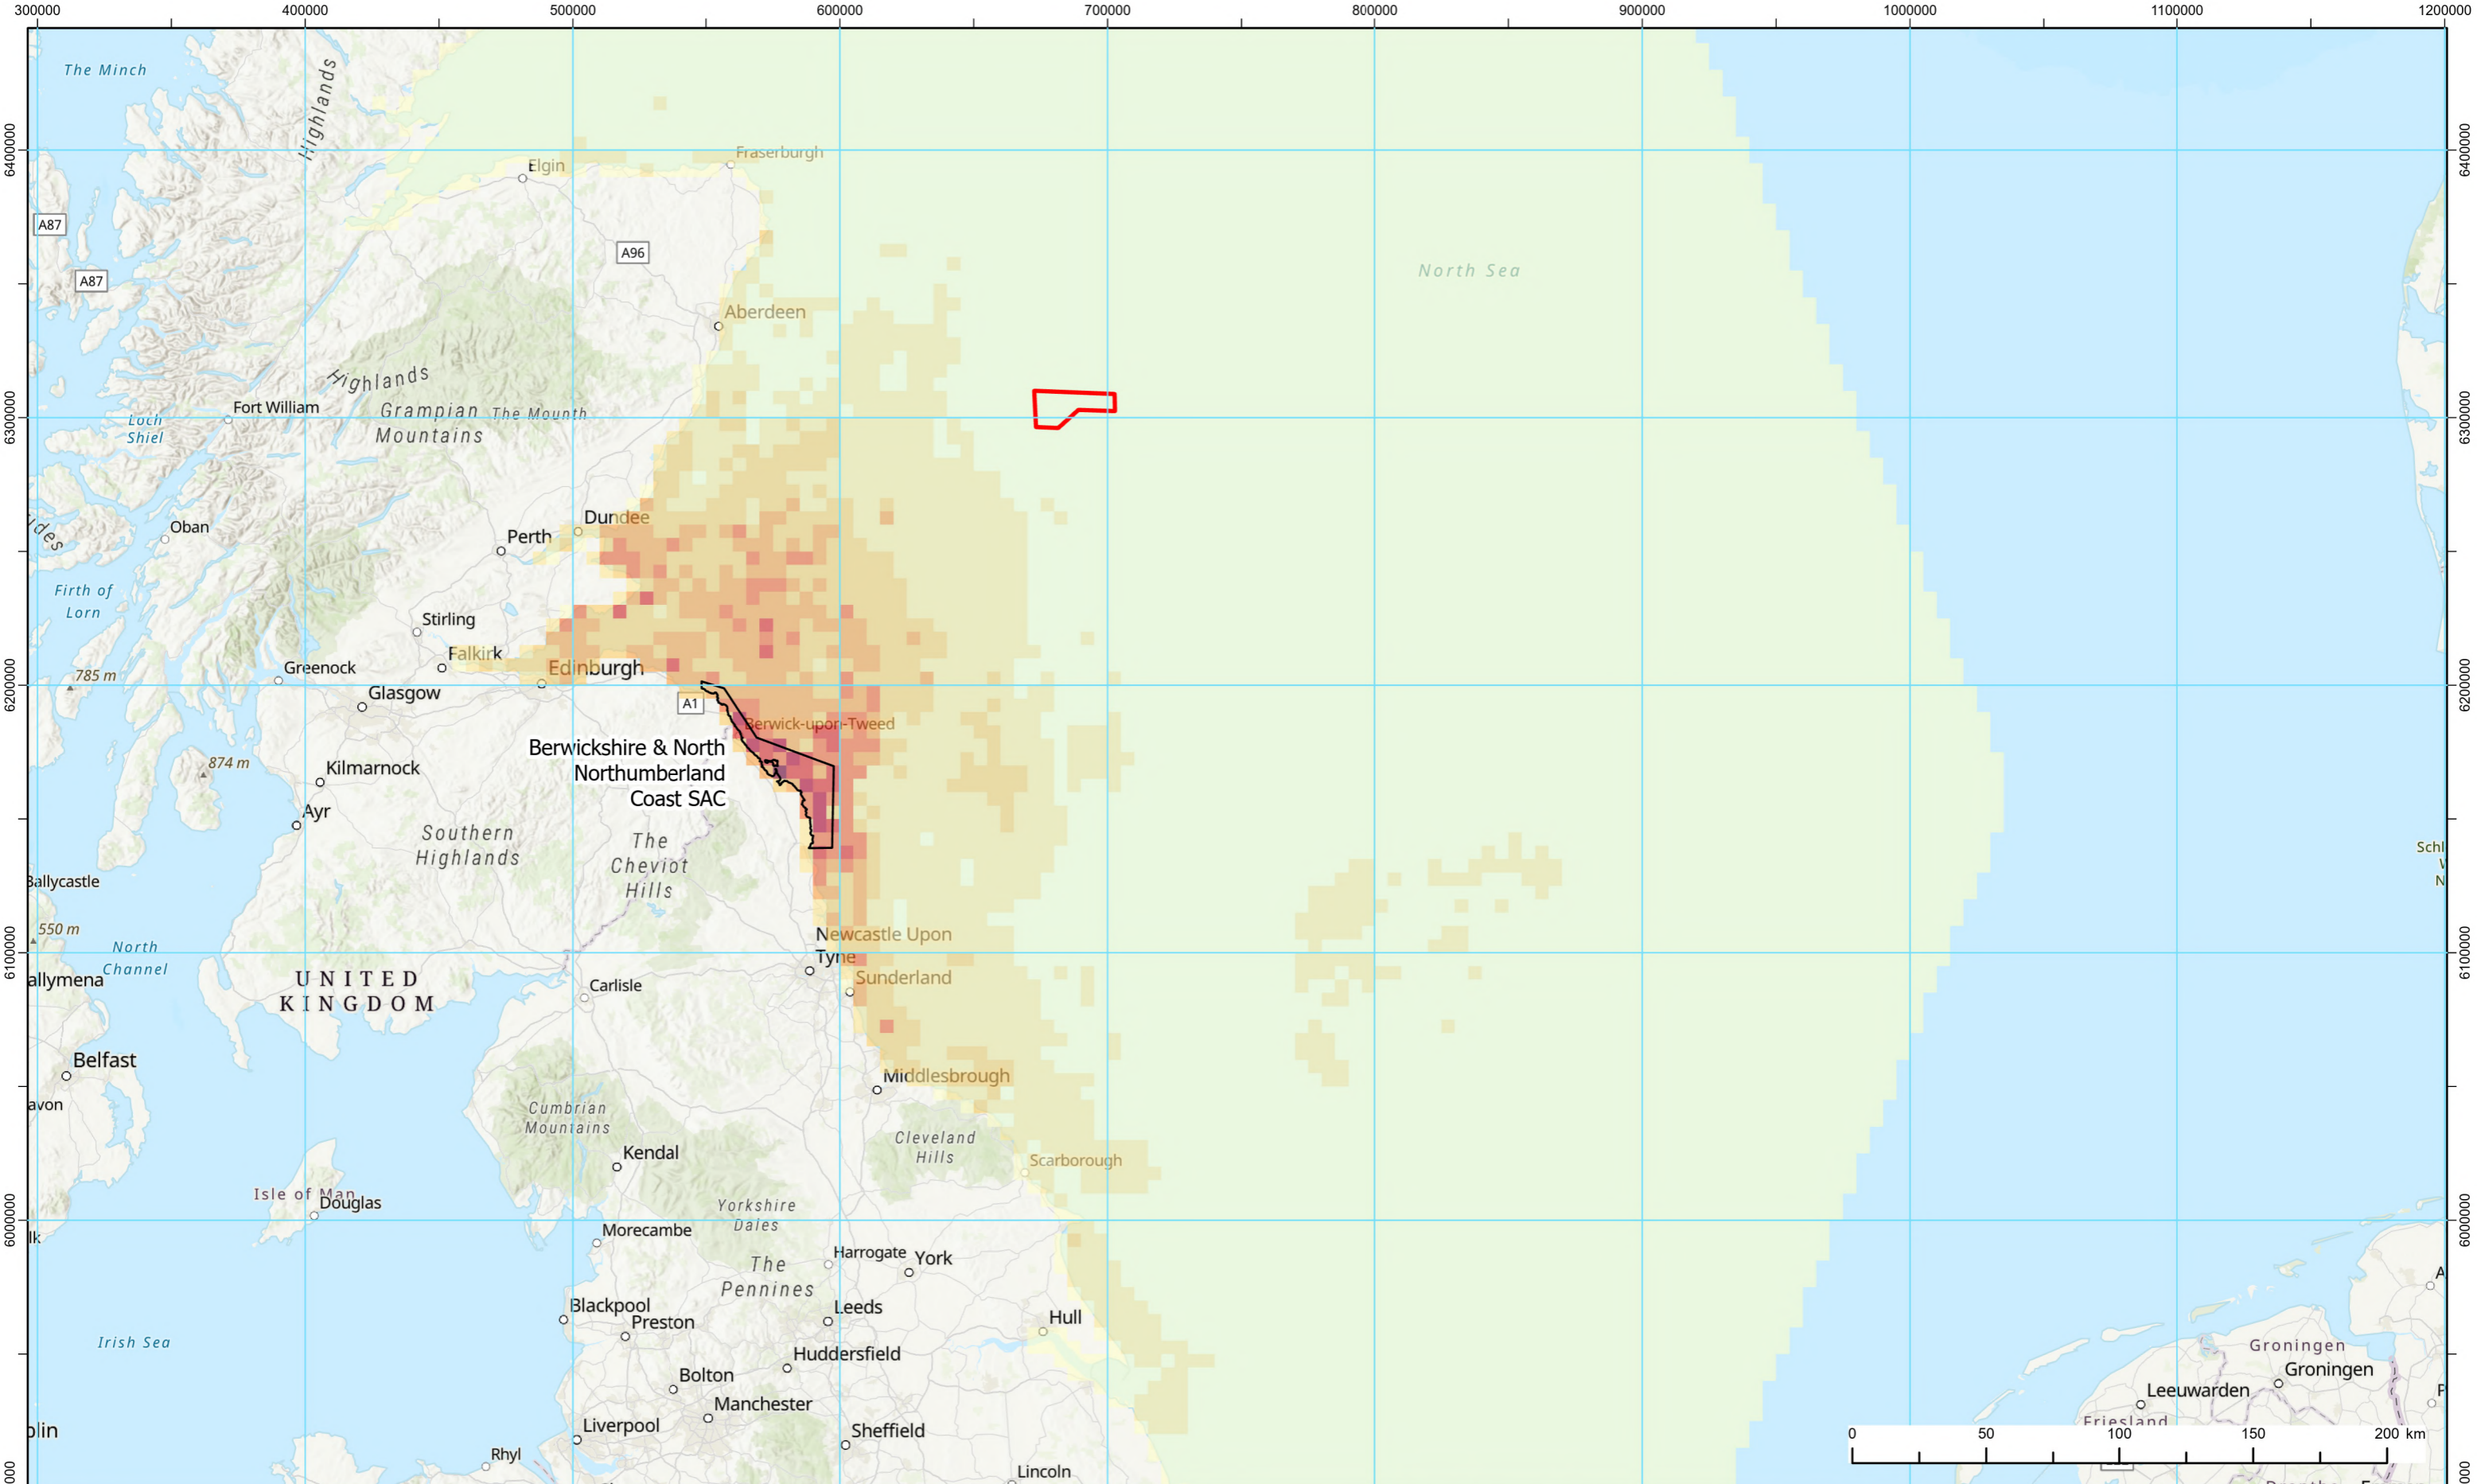 300000 400000 500000 600000 700000 800000 900000 1000000 1100000 1200000
The Minch
Highlands
6400000
6400000
Fraserburgh
Elgin
A87
A96
North Sea
A87
Aberdeen
Highlands
Fort William
Grampian
Mountains
The Mounth
6300000
6300000
Loch
Shiel
Dundee
Oban
Perth
Firth of
Lorn
Stirling
Falkirk
Edinburgh
Greenock
785 m
6200000
6200000
Glasgow
A1
Berwick-upon-Tweed
Berwickshire & North
Northumberland
Coast SAC
874 m
Kilmarnock
Ayr
Southern
Highlands
The
Cheviot
Hills
Ballycastle
550 m
Newcastle Upon
Tyne
North
Channel
6100000
6100000
UNITED
KINGDOM
Carlisle
Sunderland
Belfast
Middlesbrough
Cumbrian
Mountains
Cleveland
Hills
Kendal
Scarborough
Isle of Man
Douglas
Yorkshire
Dales
6000000
6000000
Morecambe
Harrogate
York
The
Pennines
Blackpool
Preston
Leeds
Hull
Irish Sea
Huddersfield
Groningen
Groningen
Bolton
Leeuwarden
Manchester
Liverpool
Sheffield
Friesland
0 50 100 150 200 km
Rhyl
Lincoln